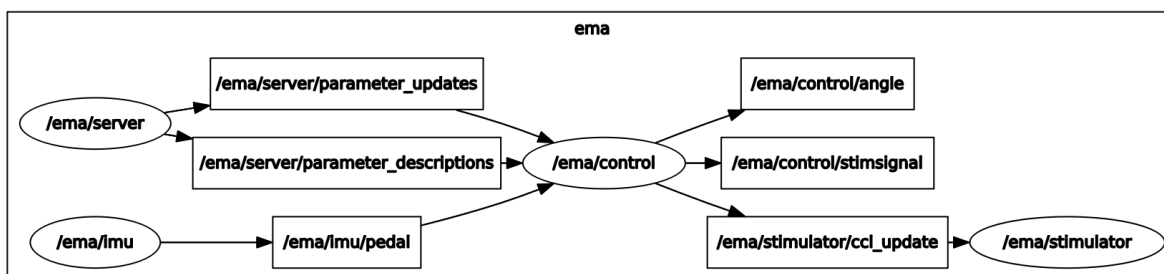 ema
/ema/server/parameter_updates
/ema/control/angle
/ema/server
/ema/server/parameter_descriptions
/ema/control
/ema/control/stimsignal
/ema/imu
/ema/imu/pedal
/ema/stimulator/ccl_update
/ema/stimulator